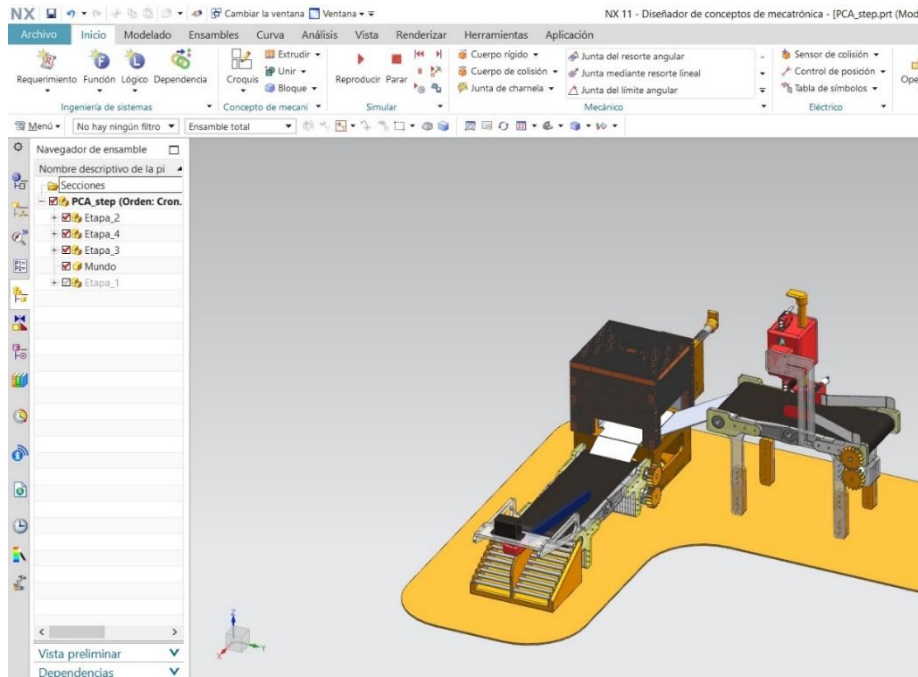 NX Cambiar la ventana Ventana NX 11 - Diseñador de conceptos de mecatrónica - [PCA_step.prt (Mod
Archivo Inicio Modelado Ensambles Curva Análisis Vista Renderizar Herramientas Aplicación
Extrudir Cuerpo rígido Junta del resorte angular Sensor de colisión
Unir Cuerpo de colisión Junta mediante resorte lineal Control de posición
Requerimiento Función Lógico Dependencia Croquis Bloque Reproducir Parar Junta de charnela Junta del límite angular Tabla de símbolos Ope
Ingeniería de sistemas Concepto de mecani Simular Mecánico Eléctrico
Menú No hay ningún filtro Ensamble total
Navegador de ensamble
Nombre descriptivo de la pi
Secciones
PCA_step (Orden: Cron.
Etapa_2
Etapa_4
Etapa_3
Mundo
Etapa_1
Z
X Y
Vista preliminar
Dependencias